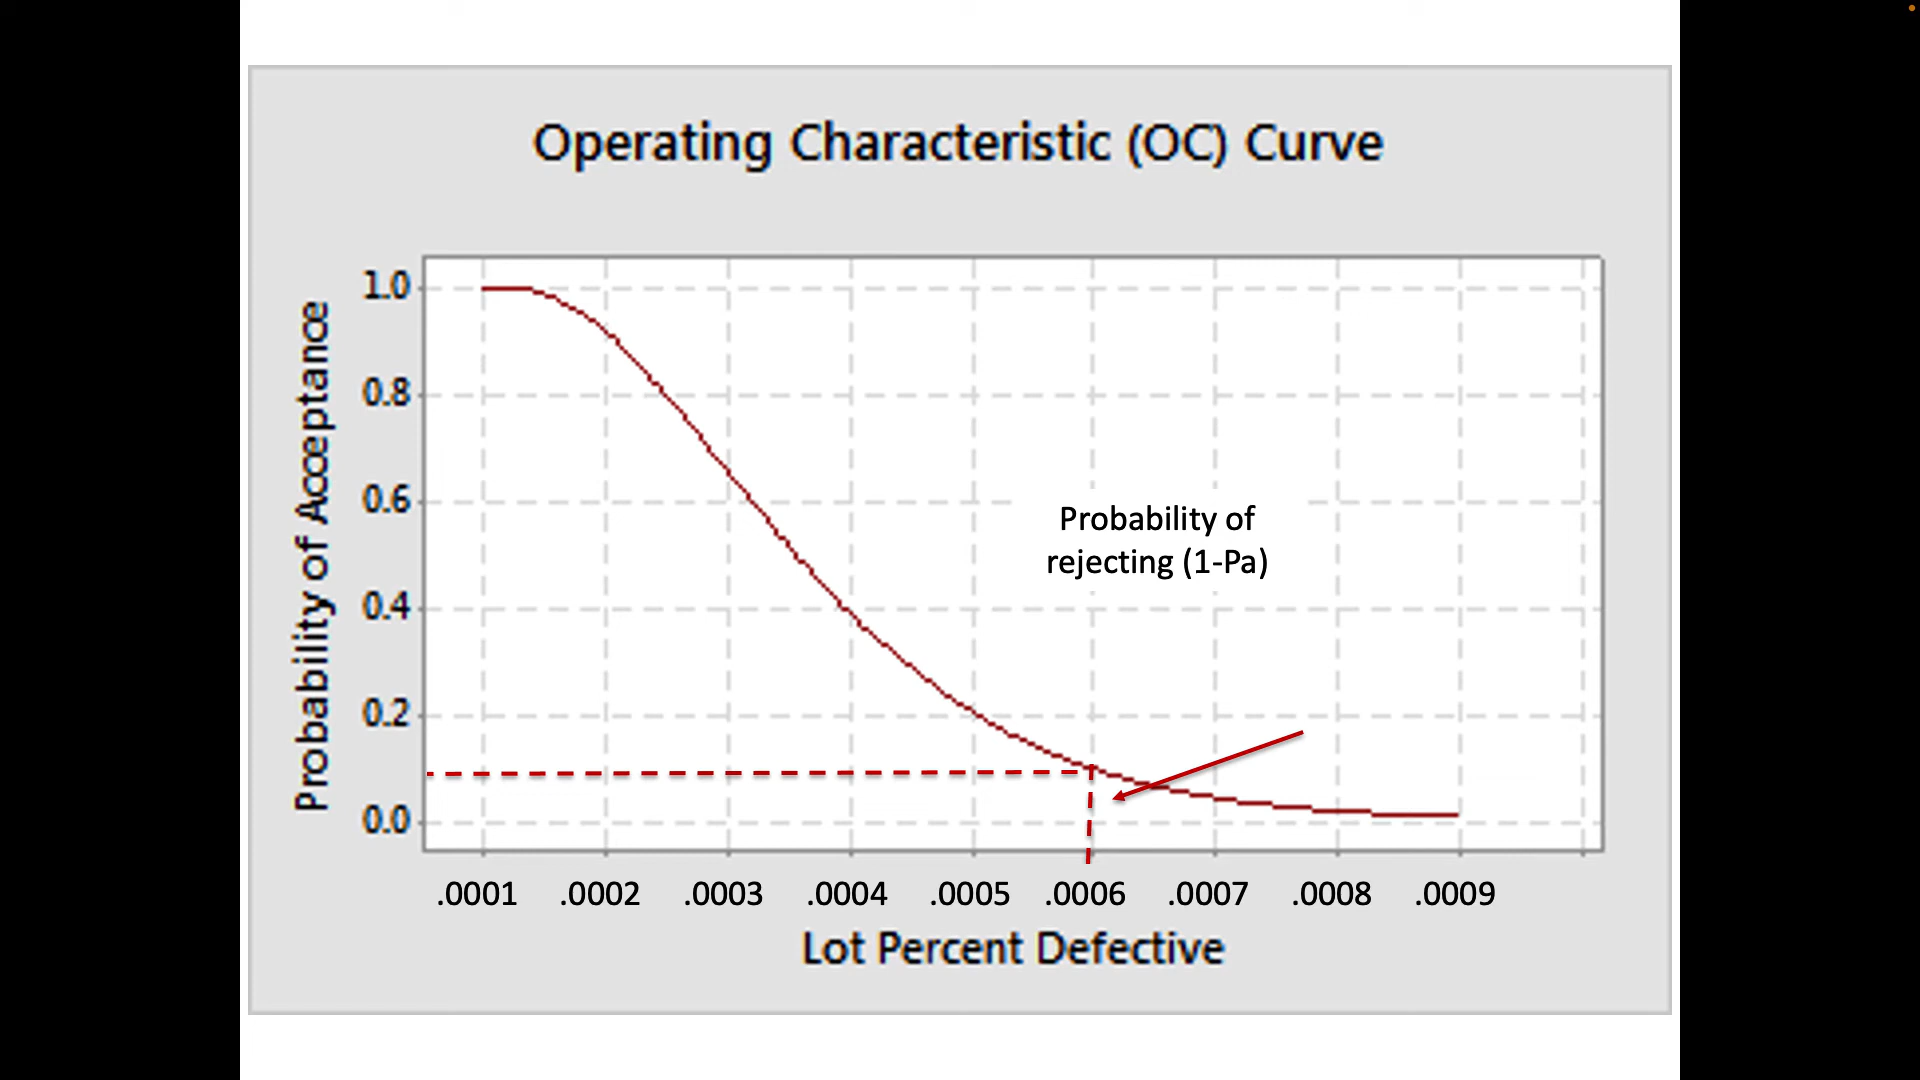 Operating Characteristic (OC) Curve
Probability of Acceptance
1.0
0.8
0.6
0.4
0.2
0.0
Probability of
rejecting (1-Pa)
.0001 .0002 .0003 .0004 .0005 .0006 .0007 .0008 .0009
Lot Percent Defective